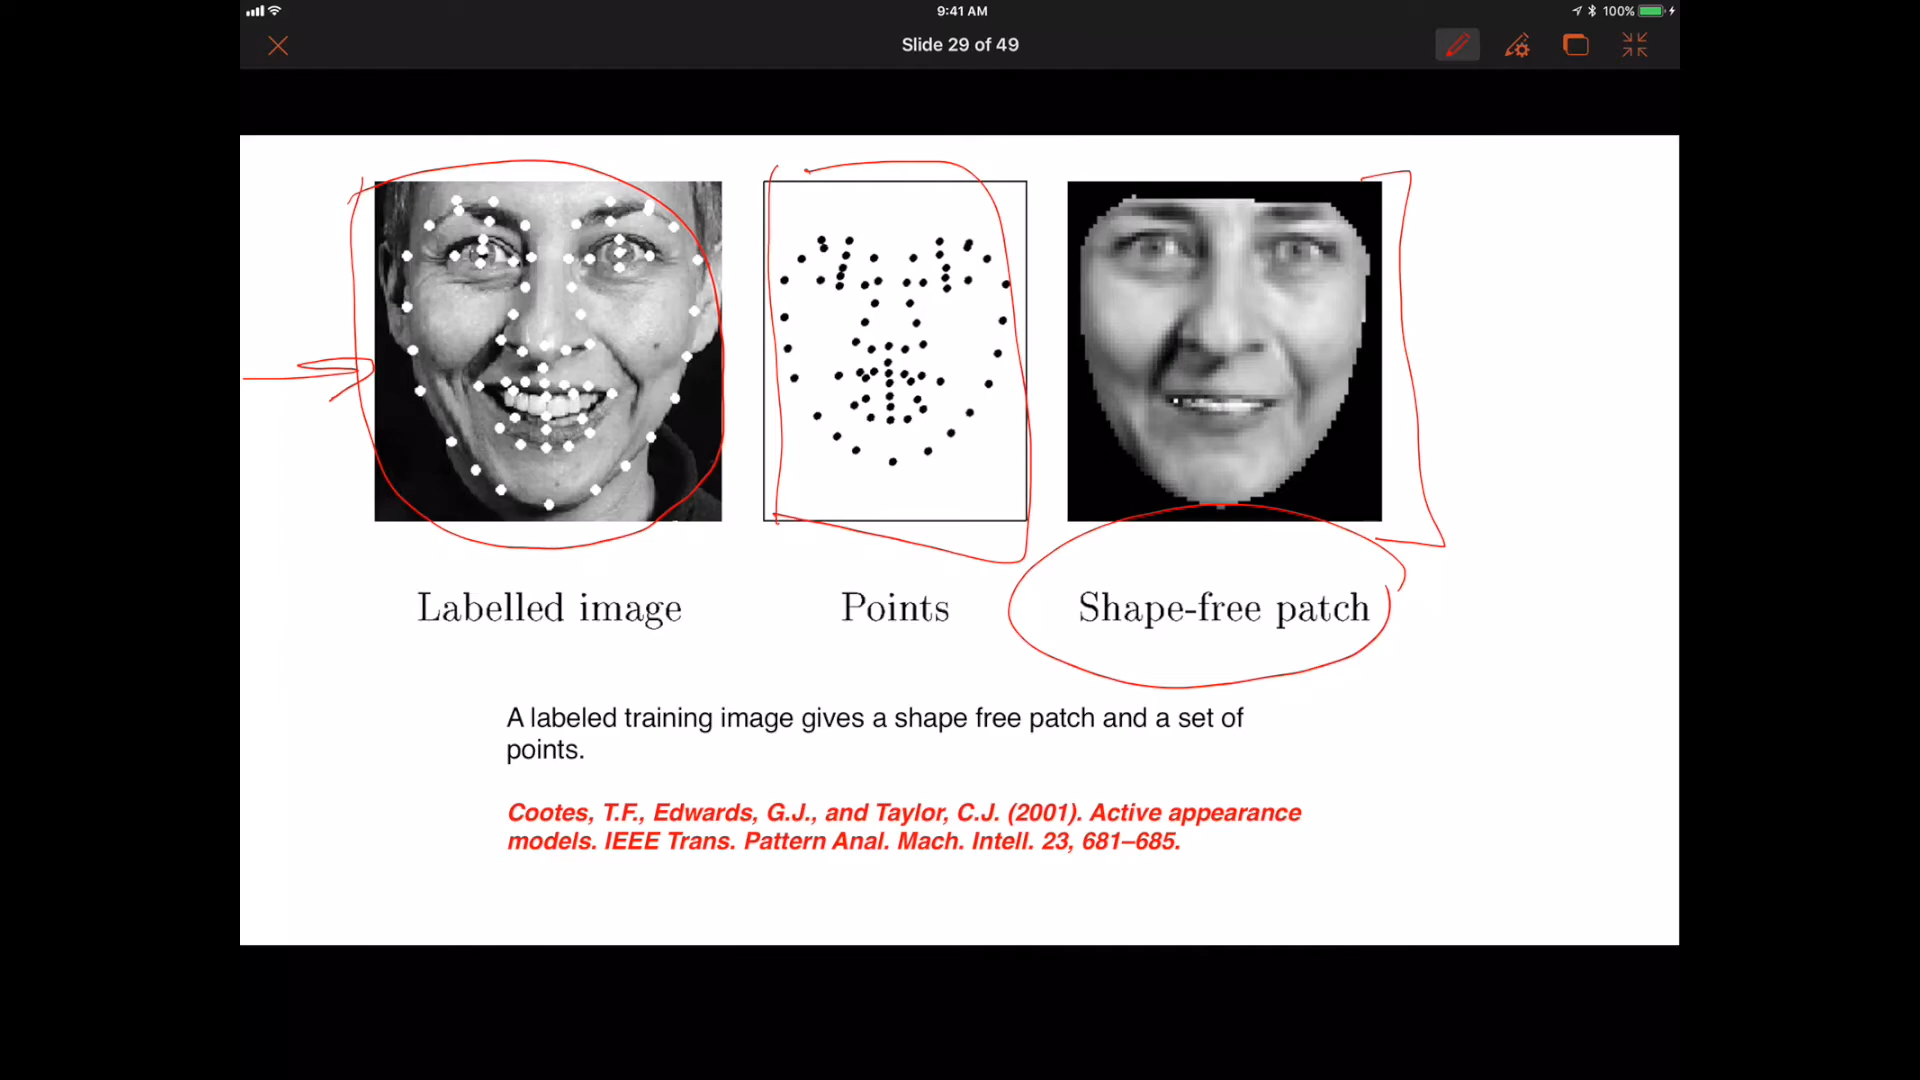 9:41 AM
100%
Slide 29 of 49
Labelled image
Points
Shape-free patch
A labeled training image gives a shape free patch and a set of
points.
Cootes, T.F., Edwards, G.J., and Taylor, C.J. (2001). Active appearance
models. IEEE Trans. Pattern Anal. Mach. Intell. 23, 681–685.